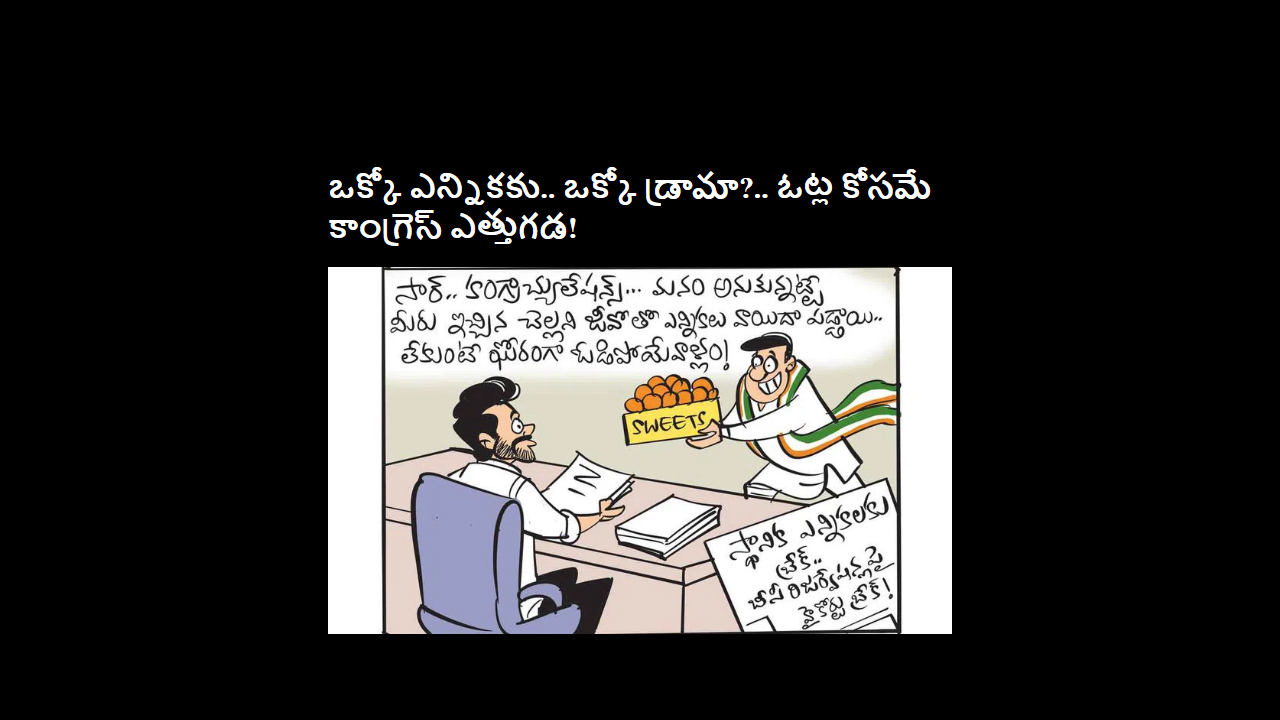 ఒక్కో ఎన్నికకు.. ఒక్కో డ్రామా?.. ఓట్ల కోసమే
కాంగ్రెస్ ఎత్తుగడ!
సార్.. కంగ్రాచ్యులేషన్స్... మనం అనుకున్నట్టే
మీరు ఇచ్చిన చెల్లని జీవోతో ఎన్నికలు వాయిదా పడ్డాయి..
లేకుంటే ఘోరంగా ఓడిపోయేవాళ్లం!
SWEETS
స్థానిక ఎన్నికలకు
బ్రేక్..
బీసీ రిజర్వేషన్లపై
హైకోర్టు బ్రేక్!